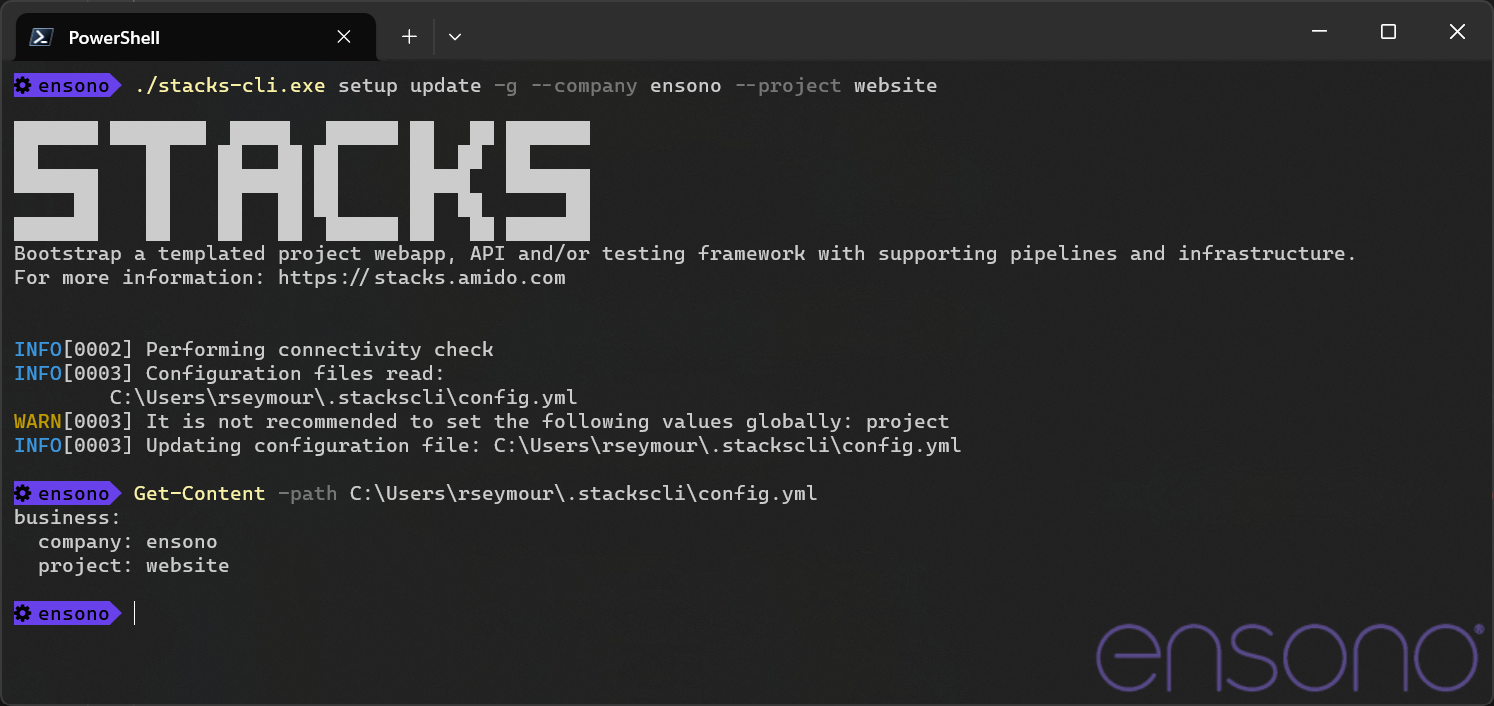 PowerShell
ensono ./stacks-cli.exe setup update -g --company ensono --project website
STACKS
Bootstrap a templated project webapp, API and/or testing framework with supporting pipelines and infrastructure.
For more information: https://stacks.amido.com
INFO[0002] Performing connectivity check
INFO[0003] Configuration files read:
C:\Users\rseymour\.stackscli\config.yml
WARN[0003] It is not recommended to set the following values globally: project
INFO[0003] Updating configuration file: C:\Users\rseymour\.stackscli\config.yml
ensono Get-Content -path C:\Users\rseymour\.stackscli\config.yml
business:
company: ensono
project: website
ensono
ensono®